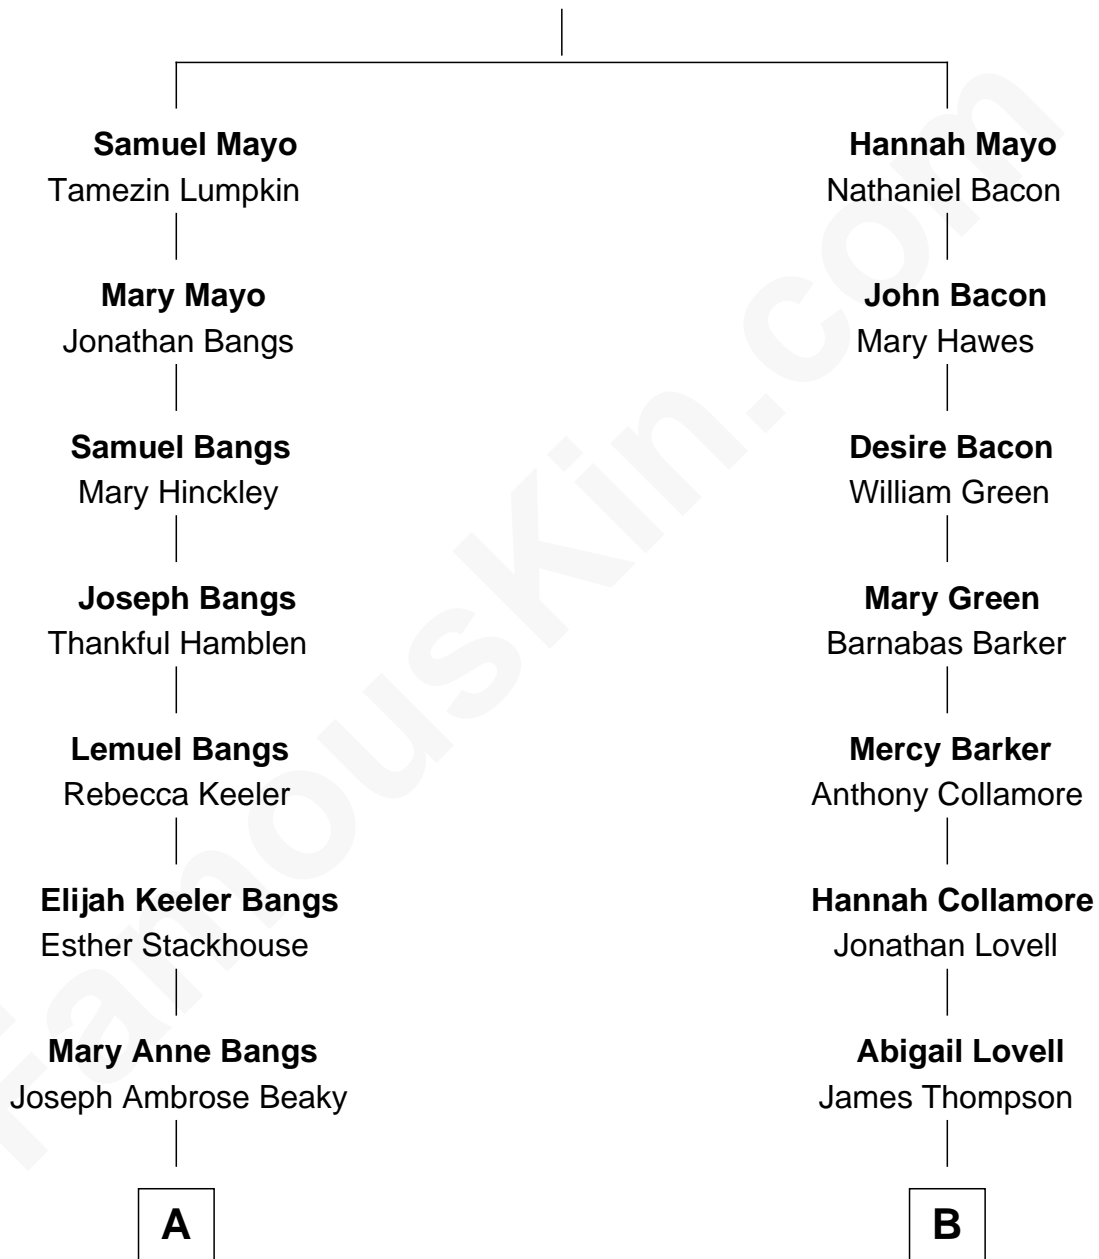 Samuel Mayo
Tamezin Lumpkin
Mary Mayo
Jonathan Bangs
Samuel Bangs
Mary Hinckley
Joseph Bangs
Thankful Hamblen
Lemuel Bangs
Rebecca Keeler
Elijah Keeler Bangs
Esther Stackhouse
Mary Anne Bangs
Joseph Ambrose Beaky
A
Hannah Mayo
Nathaniel Bacon
John Bacon
Mary Hawes
Desire Bacon
William Green
Mary Green
Barnabas Barker
Mercy Barker
Anthony Collamore
Hannah Collamore
Jonathan Lovell
Abigail Lovell
James Thompson
B
FamousKin.com